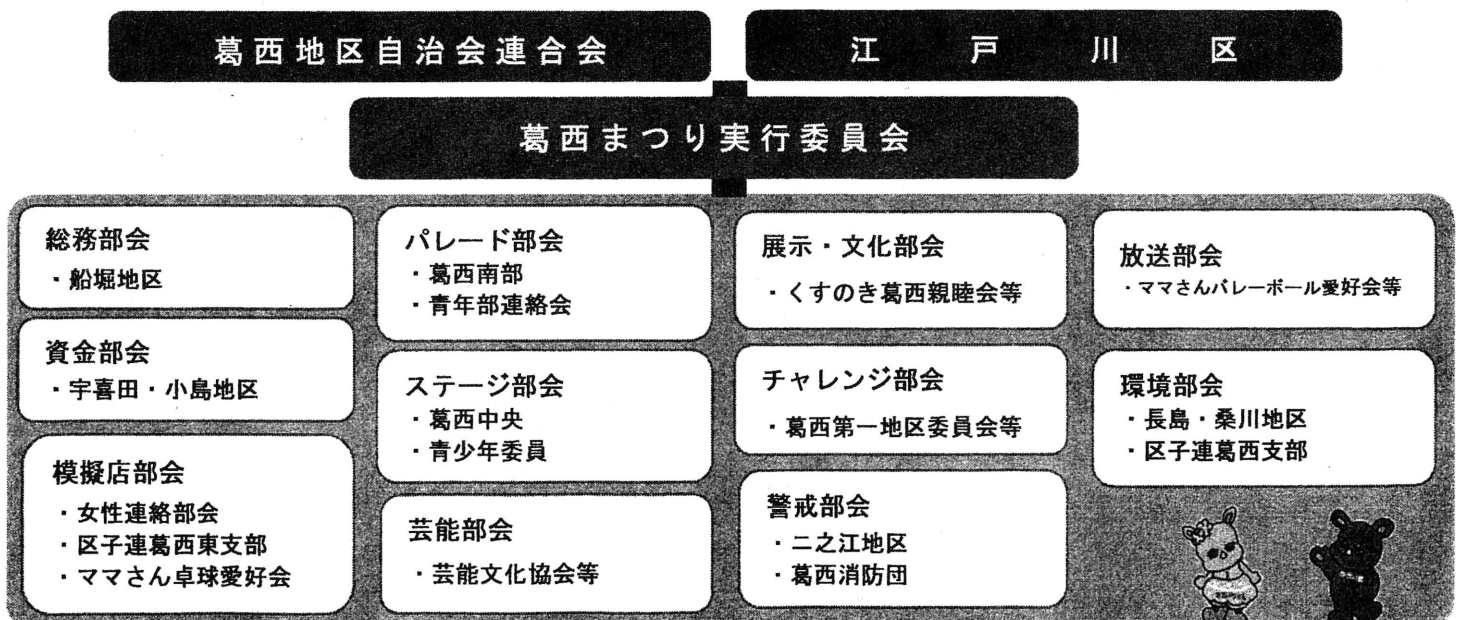 葛西地区自治会連合会
江戸川区
葛西まつり実行委員会
総務部会
・船堀地区
資金部会
・宇喜田・小島地区
模擬店部会
・女性連絡部会
・区子連葛西東支部
・ママさん卓球愛好会
パレード部会
・葛西南部
・青年部連絡会
ステージ部会
・葛西中央
・青少年委員
芸能部会
・芸能文化協会等
展示・文化部会
・くすのき葛西親睦会等
チャレンジ部会
・葛西第一地区委員会等
警戒部会
・二之江地区
・葛西消防団
放送部会
・ママさんバレーボール愛好会等
環境部会
・長島・桑川地区
・区子連葛西支部